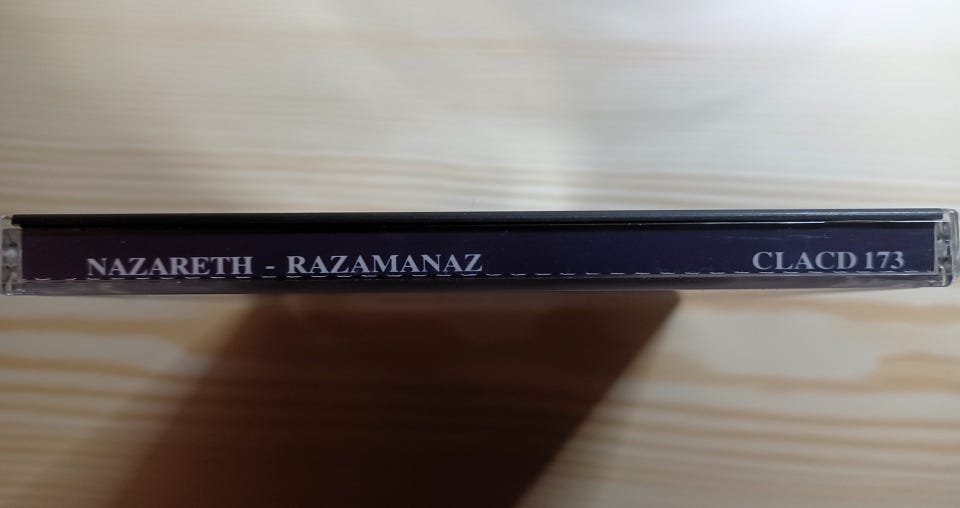 NAZARETH - RAZAMANAZ CLACD 173